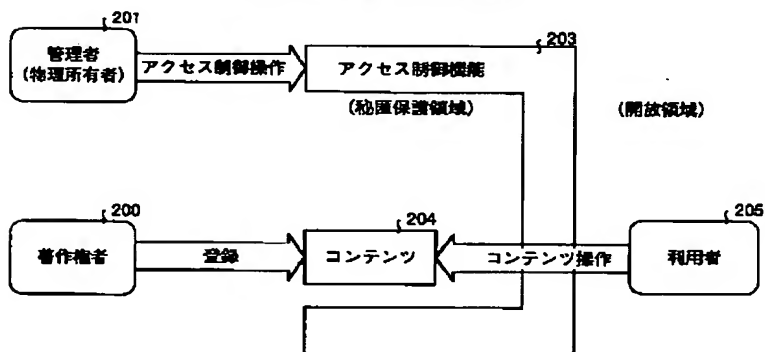 201
203
管理者
(物理所有者)
アクセス制御操作
アクセス制御機能
(秘匿保護領域)
(開放領域)
200
204
205
著作権者
登録
コンテンツ
コンテンツ操作
利用者